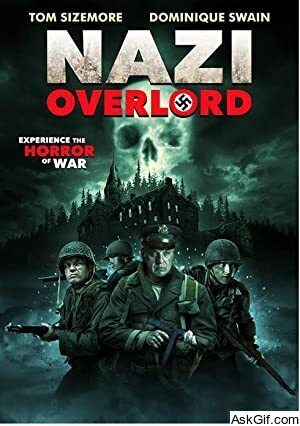 TOM SIZEMORE DOMINIQUE SWAIN
NAZI
OVERLORD
EXPERIENCE THE
HORROR
OF WAR
AskGif.com